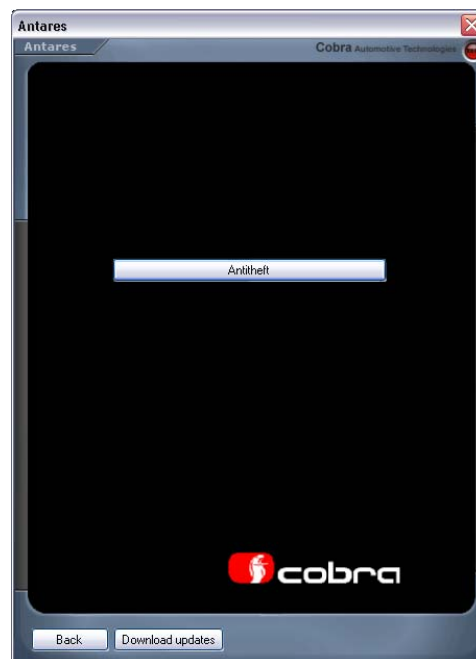 Antares
Antares
Cobra Automotive Technologies
Antitheft
cobra
Back
Download updates